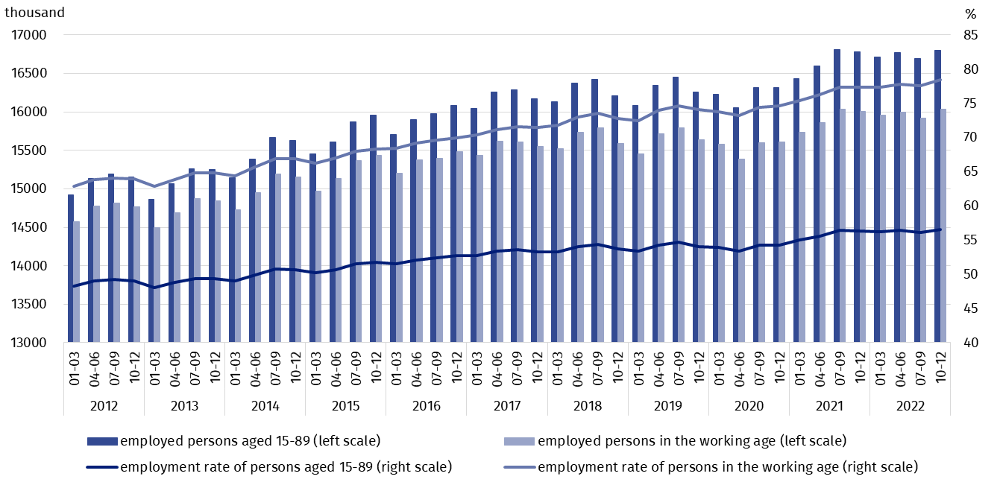 thousand %
17000 85
16500 80
16000 75
15500 70
15000 65
14500 60
14000 55
13500 50
13000 45
40
01-03 04-06 07-09 10-12 01-03 04-06 07-09 10-12 01-03 04-06 07-09 10-12 01-03 04-06 07-09 10-12 01-03 04-06 07-09 10-12 01-03 04-06 07-09 10-12 01-03 04-06 07-09 10-12 01-03 04-06 07-09 10-12 01-03 04-06 07-09 10-12 01-03 04-06 07-09 10-12 01-03 04-06 07-09 10-12
2012 2013 2014 2015 2016 2017 2018 2019 2020 2021 2022
employed persons aged 15-89 (left scale) employed persons in the working age (left scale)
employment rate of persons aged 15-89 (right scale) employment rate of persons in the working age (right scale)